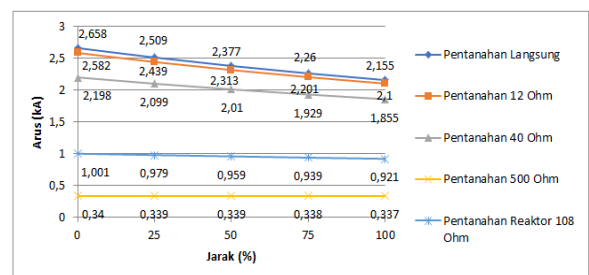 3
2,5
2
1,5
1
0,5
0
Arus (kA)
2,658 2,509 2,377 2,26 2,155
2,582 2,439 2,313 2,201 2,1
2,198 2,099 2,01 1,929 1,855
1,001 0,979 0,959 0,939 0,921
0,34 0,339 0,339 0,338 0,337
0 25 50 75 100
Jarak (%)
Pentanahan Langsung
Pentanahan 12 Ohm
Pentanahan 40 Ohm
Pentanahan 500 Ohm
Pentanahan Reaktor 108
Ohm